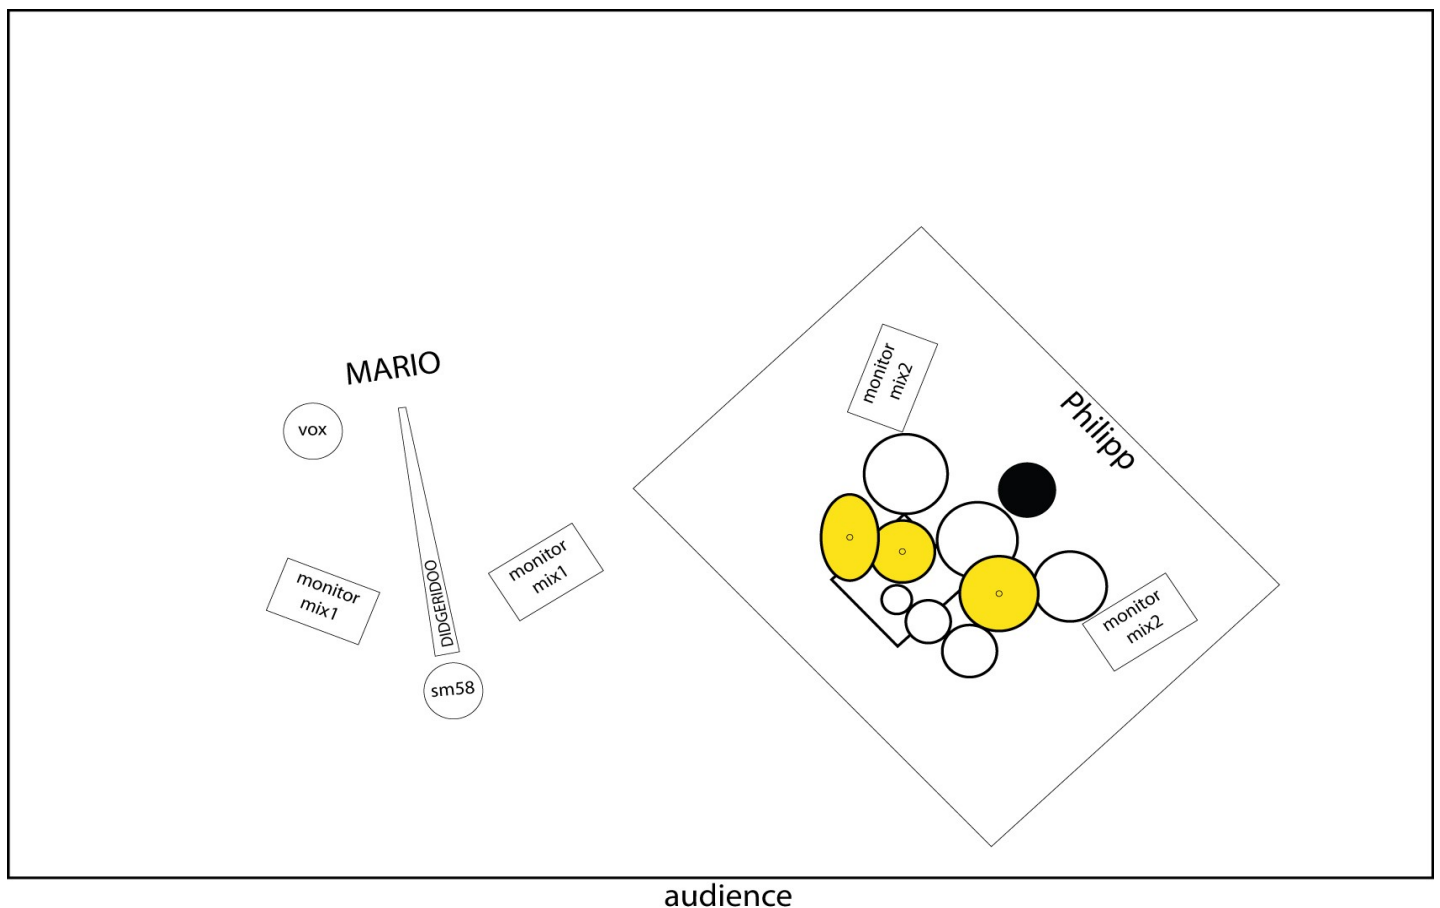 MARIO
vox
DIDGERIDOO
monitor
mix1
monitor
mix1
sm58
monitor
mix2
Philipp
monitor
mix2
audience